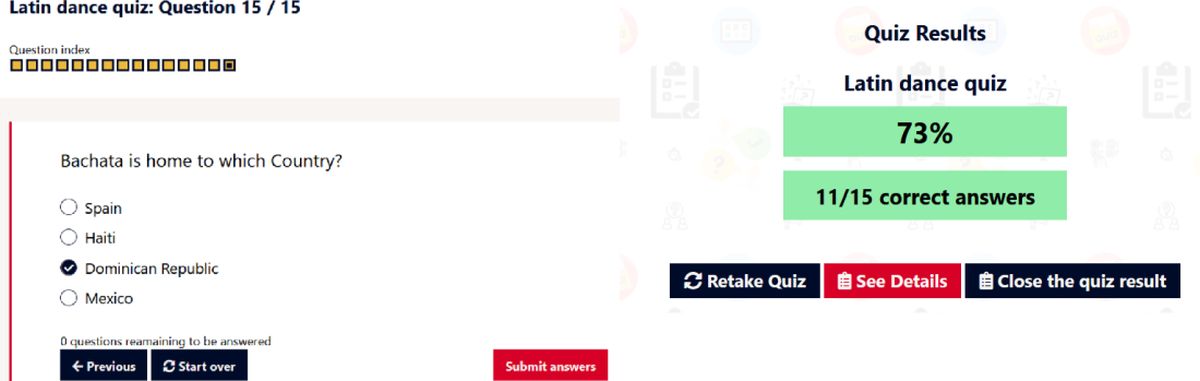 Latin dance quiz: Question 15 / 15
Question index
Bachata is home to which Country?
Spain
Haiti
Dominican Republic
Mexico
0 questions reamaining to be answered
Previous
Start over
Submit answers
Quiz Results
Latin dance quiz
73%
11/15 correct answers
Retake Quiz
See Details
Close the quiz result